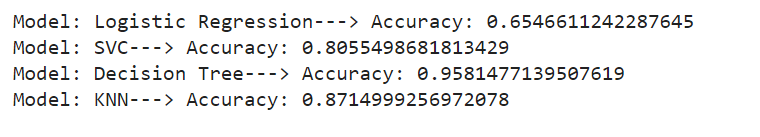 Model: Logistic Regression---> Accuracy: 0.6546611242287645
Model: SVC---> Accuracy: 0.8055498681813429
Model: Decision Tree---> Accuracy: 0.9581477139507619
Model: KNN---> Accuracy: 0.8714999256972078